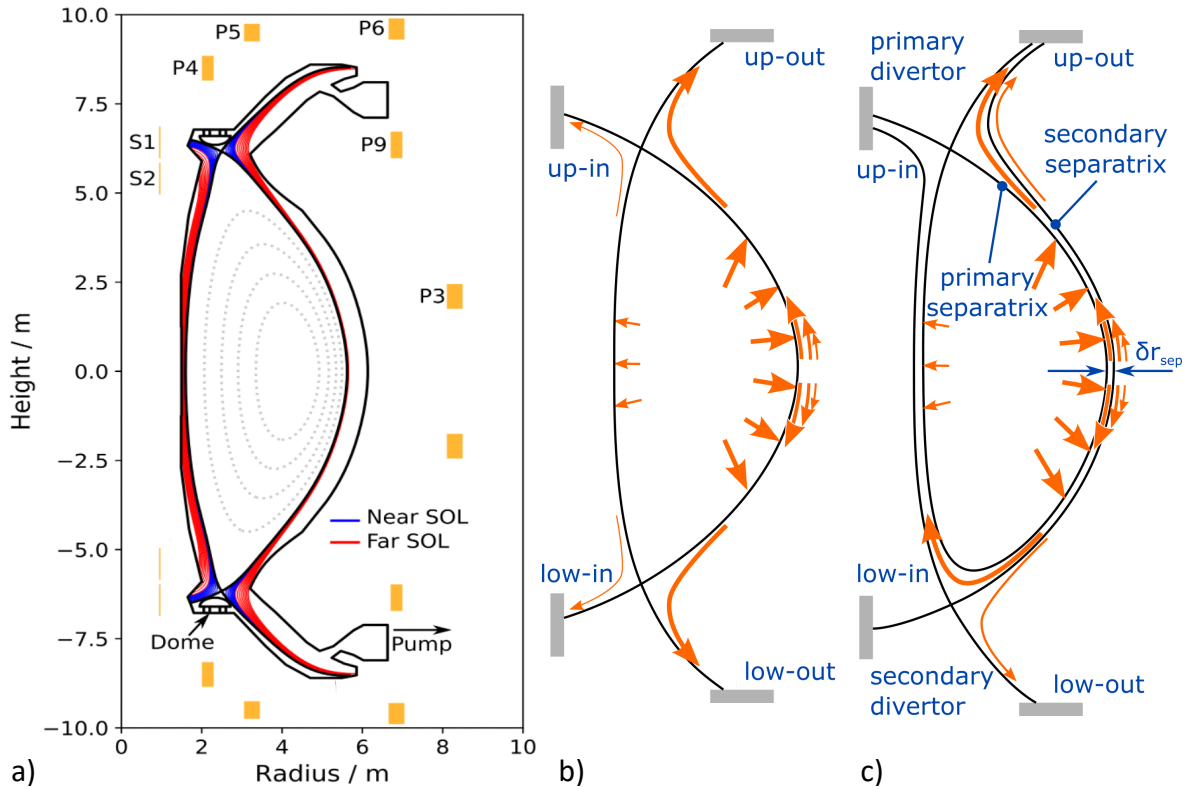 10.0
7.5
5.0
2.5
0.0
−2.5
−5.0
−7.5
−10.0
Height / m
0
2
4
6
8
10
Radius / m
P4
P5
P6
S1
S2
P9
P3
Near SOL
Far SOL
Dome
Pump
a)
up-out
up-in
low-in
low-out
b)
primary
divertor
up-out
up-in
secondary
separatrix
primary
separatrix
δrsep
low-in
secondary
divertor
low-out
c)